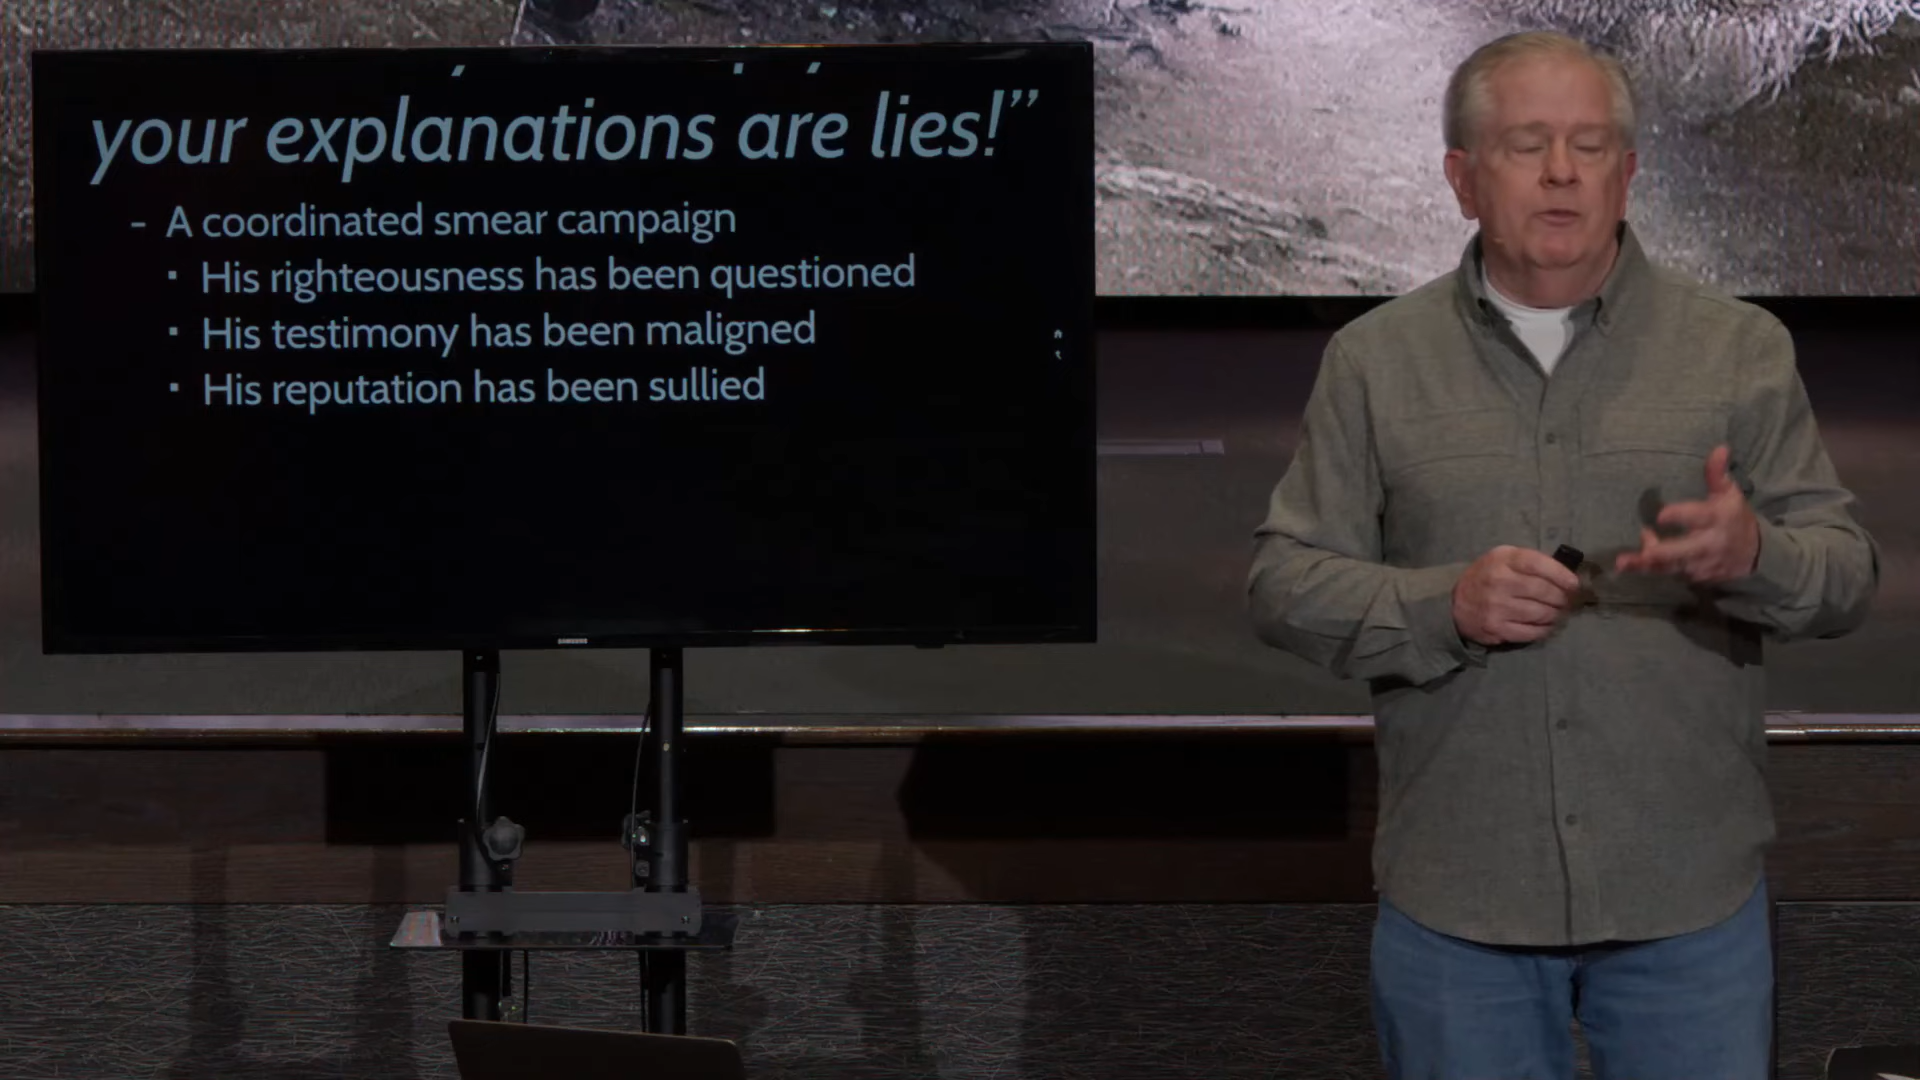 your explanations are lies!”
- A coordinated smear campaign
▪ His righteousness has been questioned
▪ His testimony has been maligned
▪ His reputation has been sullied
SAMSUNG